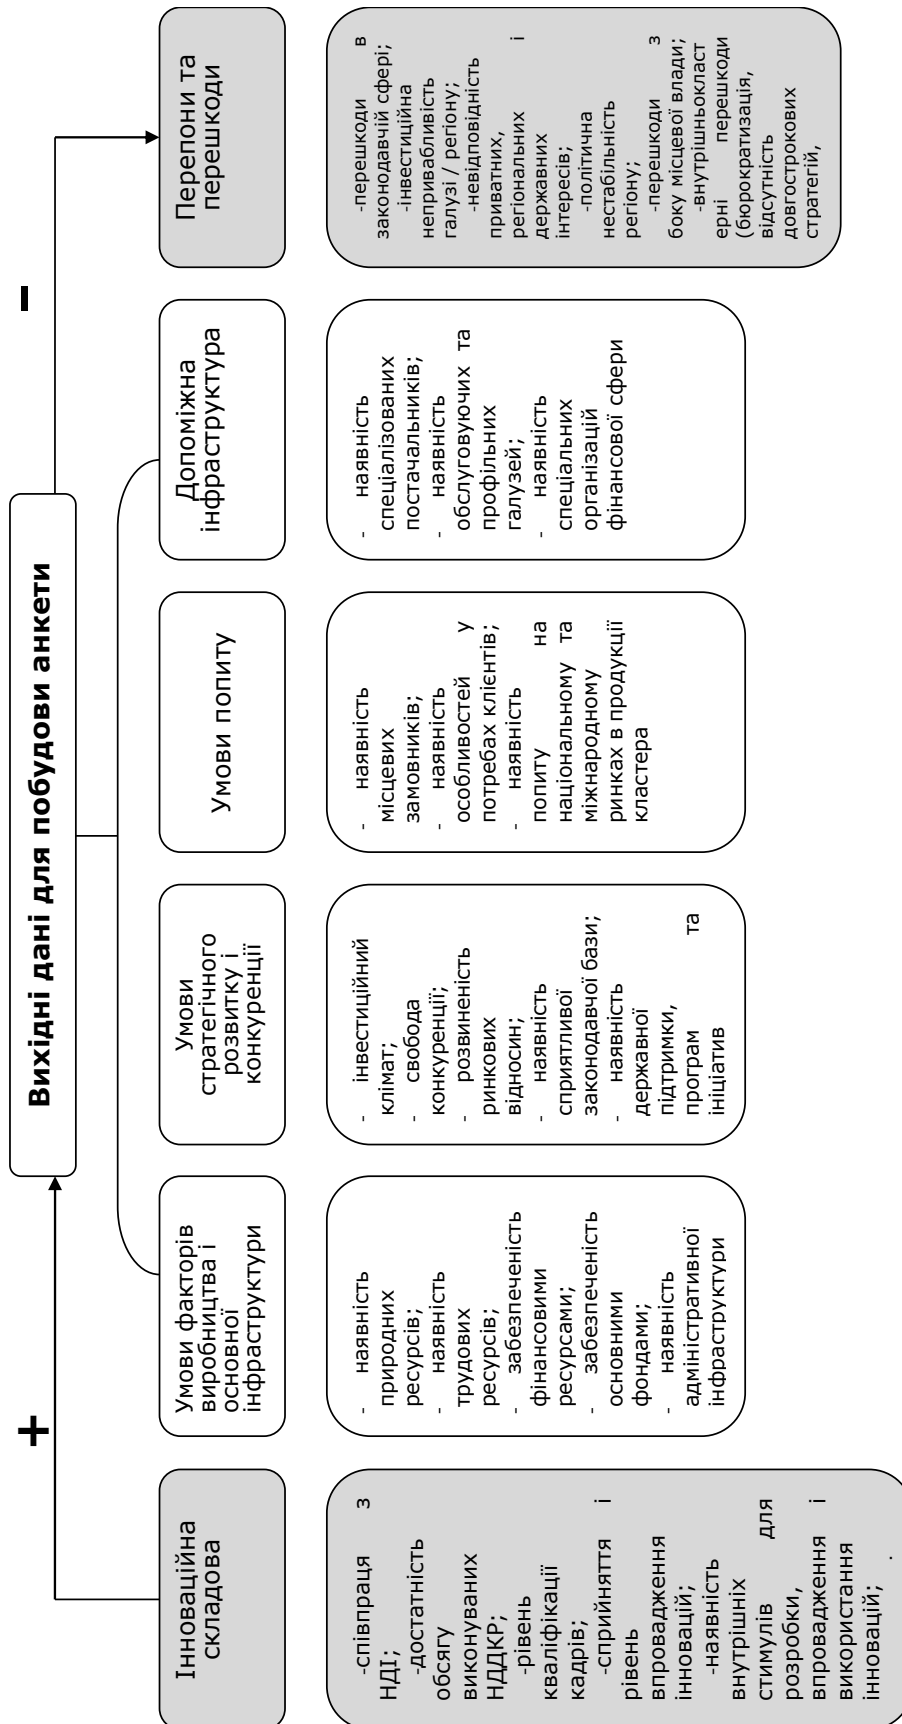 Вихідні дані для побудови анкети
+
-
Інноваційна
складова
Умови факторів
виробництва і
основної
інфраструктури
Умови
стратегічного
розвитку і
конкуренції
Умови попиту
Допоміжна
інфраструктура
Перепони та
перешкоди
-співпраця з
НДІ;
-достатність
обсягу
виконуваних
НДДКР;
-рівень
кваліфікації
кадрів;
-сприйняття і
рівень
впровадження
інновацій;
-наявність
внутрішніх
стимулів для
розробки,
впровадження і
використання
інновацій;
.
- наявність
природних
ресурсів;
- наявність
трудових
ресурсів;
- забезпеченість
фінансовими
ресурсами;
- забезпеченість
основними
фондами;
- наявність
адміністративної
інфраструктури
- інвестиційний
клімат;
- свобода
конкуренції;
- розвиненість
ринкових
відносин;
- наявність
сприятливої
законодавчої бази;
- наявність
державної
підтримки,
програм та
ініціатив
- наявність
місцевих
замовників;
- наявність
особливостей у
потребах клієнтів;
- наявність
попиту на
національному та
міжнародному
ринках в продукції
кластера
- наявність
спеціалізованих
постачальників;
- наявність
обслуговуючих та
профільних
галузей;
- наявність
спеціальних
організацій
фінансової сфери
-перешкоди в
законодавчій сфері;
-інвестиційна
непривабливість
галузі / регіону;
-невідповідність
приватних,
регіональних і
державних
інтересів;
-політична
нестабільність
регіону;
-перешкоди з
боку місцевої влади;
-внутрішньокласт
ерні перешкоди
(бюрократизація,
відсутність
довгострокових
стратегій,